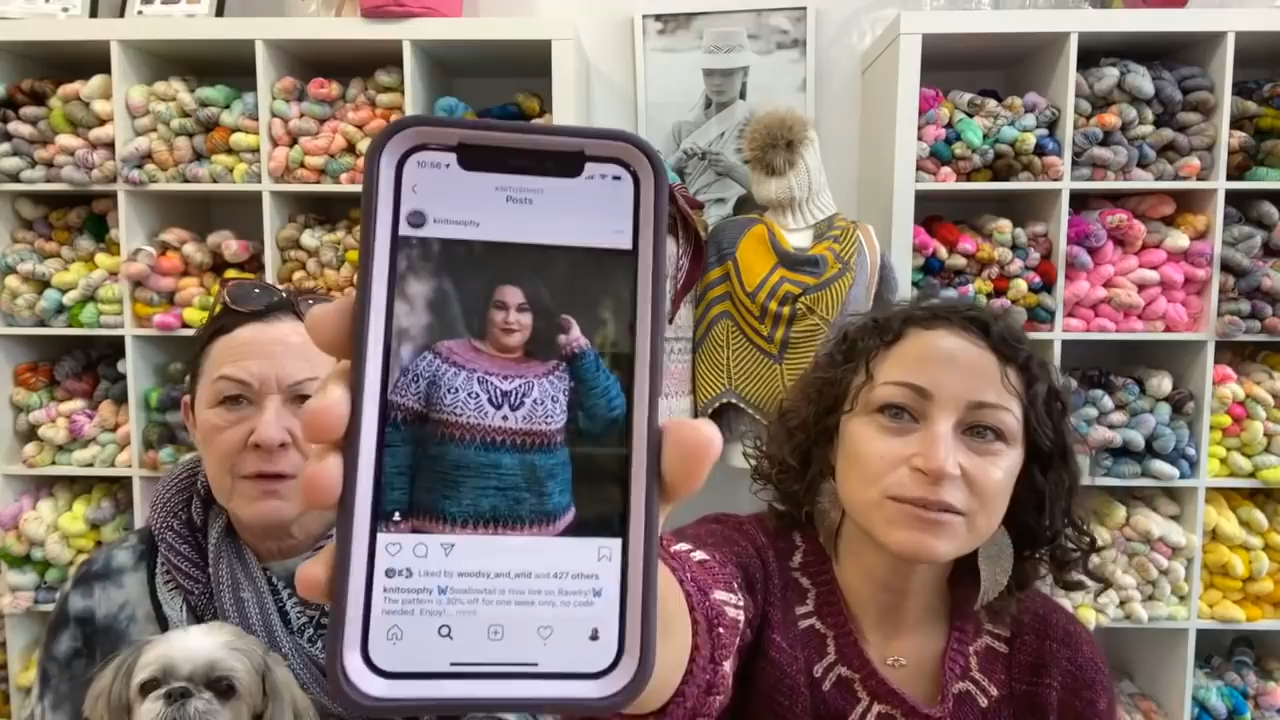 10:56
KNITOSOPHY
Posts
knitosophy
Liked by woodsy_and_wild and 427 others
knitosophy 🦋Swallowtail is now live on Ravelry!🦋
The pattern is 30% off for one week only, no code
needed. Enjoy!... more